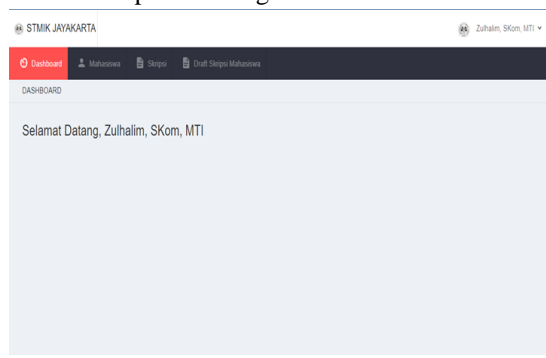 STMIK JAYAKARTA
Zulhalim, SKom, MTI
Dashboard Mahasiswa Skripsi Draft Skripsi Mahasiswa
DASHBOARD
Selamat Datang, Zulhalim, SKom, MTI